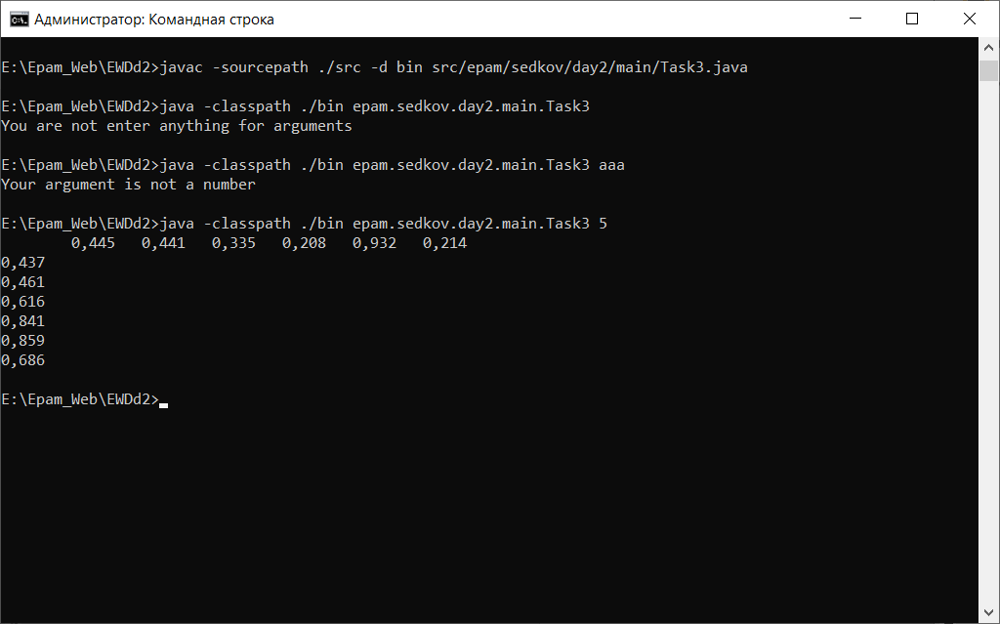 Администратор: Командная строка
E:\Epam_Web\EWDd2>javac -sourcepath ./src -d bin src/epam/sedkov/day2/main/Task3.java
E:\Epam_Web\EWDd2>java -classpath ./bin epam.sedkov.day2.main.Task3
You are not enter anything for arguments
E:\Epam_Web\EWDd2>java -classpath ./bin epam.sedkov.day2.main.Task3 aaa
Your argument is not a number
E:\Epam_Web\EWDd2>java -classpath ./bin epam.sedkov.day2.main.Task3 5
0,445 0,441 0,335 0,208 0,932 0,214
0,437
0,461
0,616
0,841
0,859
0,686
E:\Epam_Web\EWDd2>